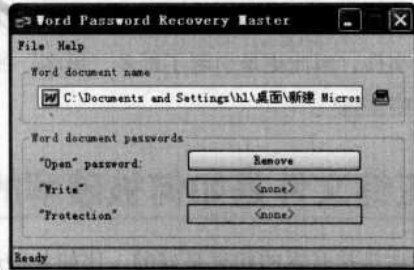 Word Password Recovery Master
File Help
Word document name
C:\Documents and Settings\hl\桌面\新建 Micros
Word document passwords
"Open" password: Remove
"Write" <none>
"Protection" <none>
Ready